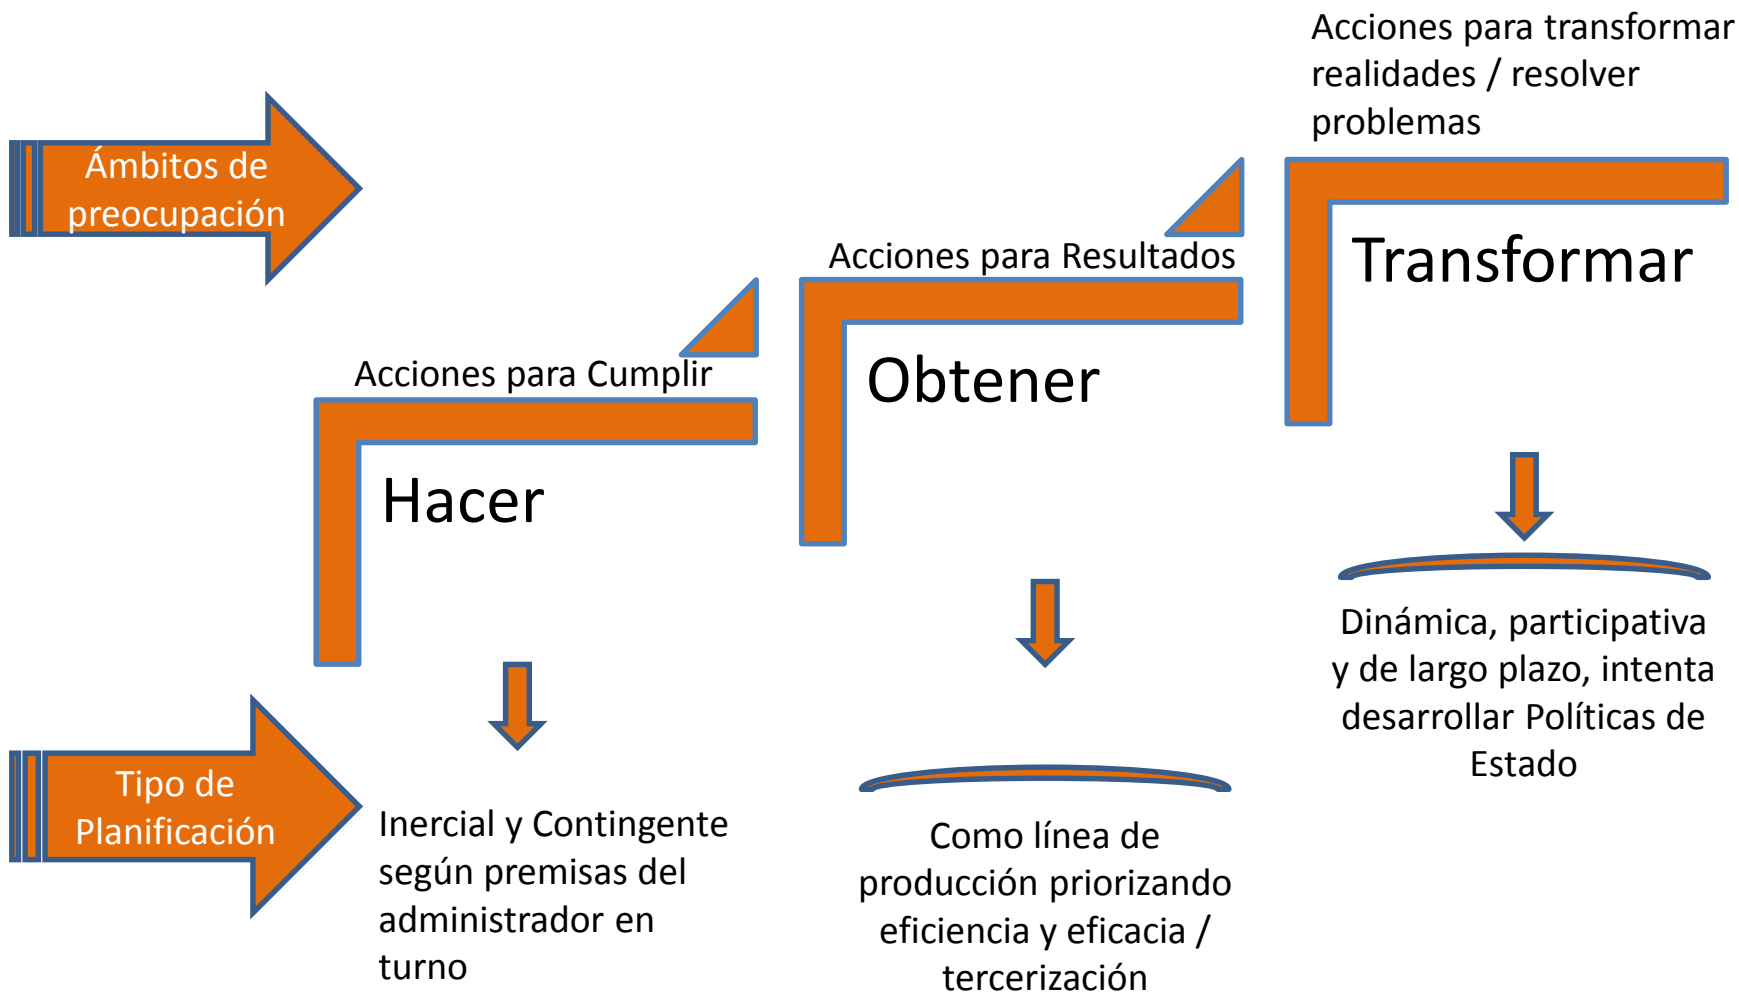 Acciones para transformar
realidades / resolver
problemas
Ámbitos de
preocupación
Transformar
Acciones para Resultados
Obtener
Acciones para Cumplir
Hacer
Tipo de
Planificación
Inercial y Contingente
según premisas del
administrador en
turno
Como línea de
producción priorizando
eficiencia y eficacia /
tercerización
Dinámica, participativa
y de largo plazo, intenta
desarrollar Políticas de
Estado